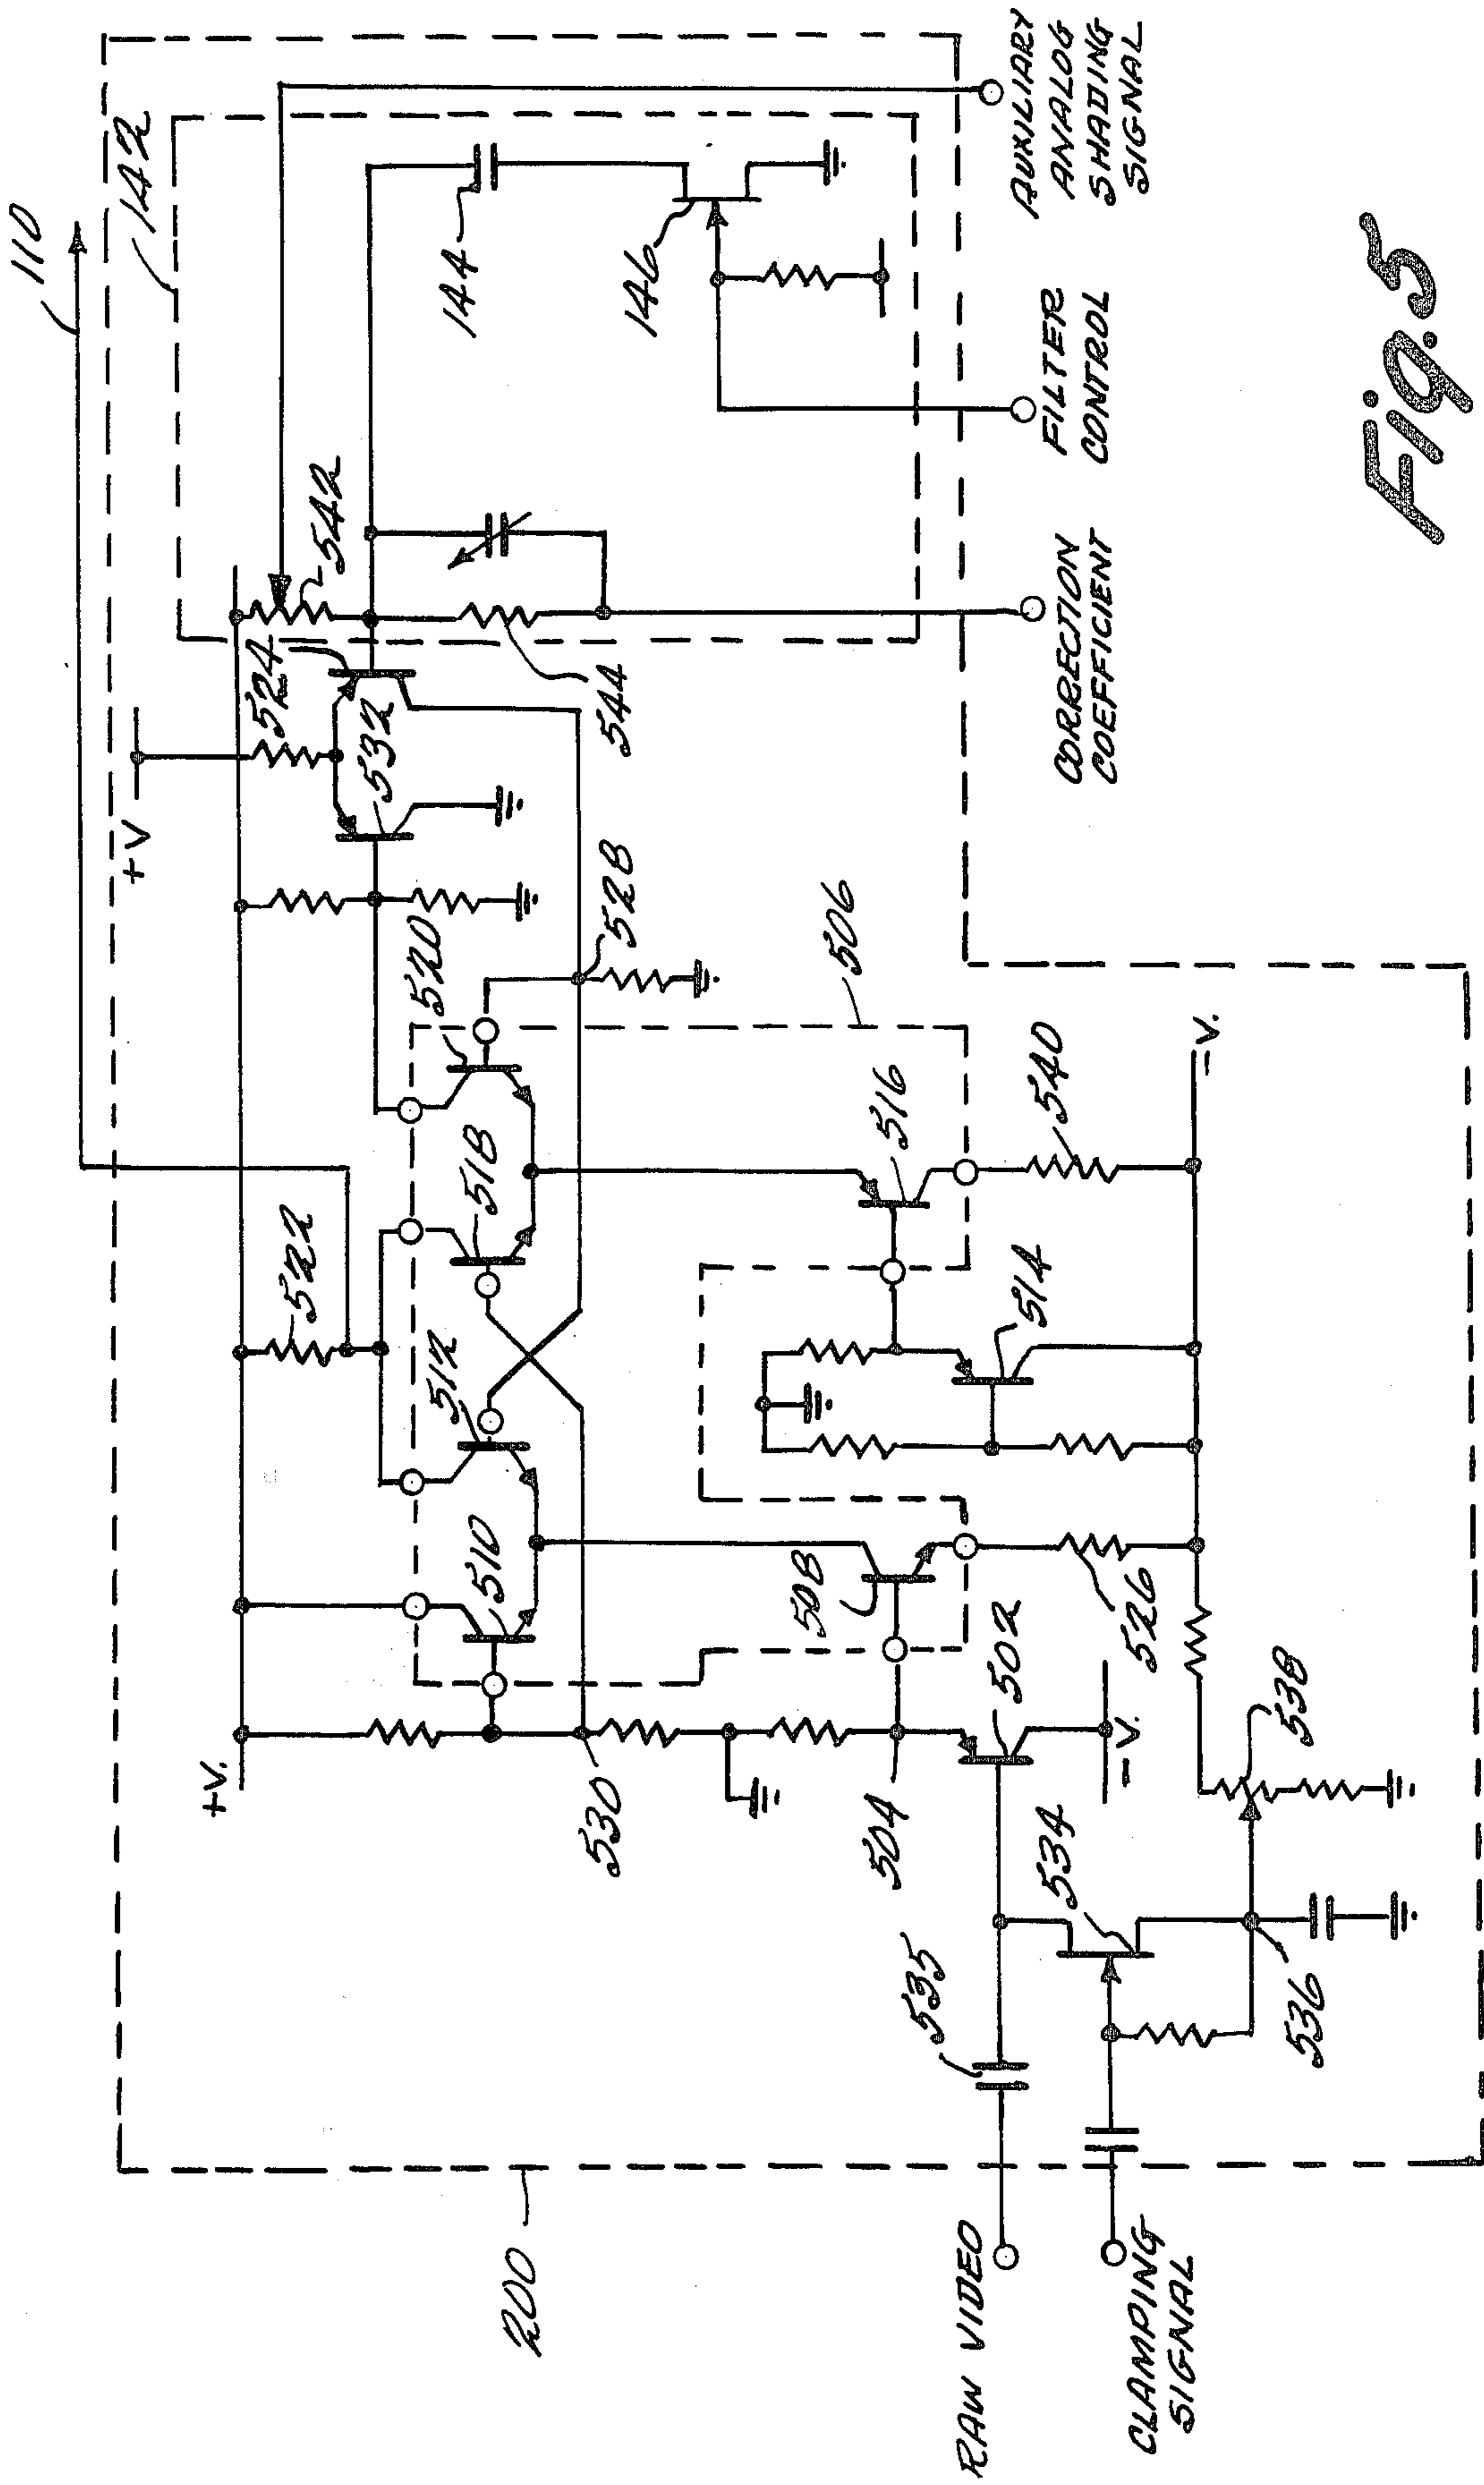 110
142
+V
+V.
522
524
542
532
144
146
544
520
528
506
518
512
510
530
516
540
514
508
-V.
526
502
504
-V.
538
534
535
536
200
RAW VIDEO
CLAMPING
SIGNAL
CORRECTION
COEFFICIENT
FILTER
CONTROL
AUXILIARY
ANALOG
SHADING
SIGNAL
Fig. 5